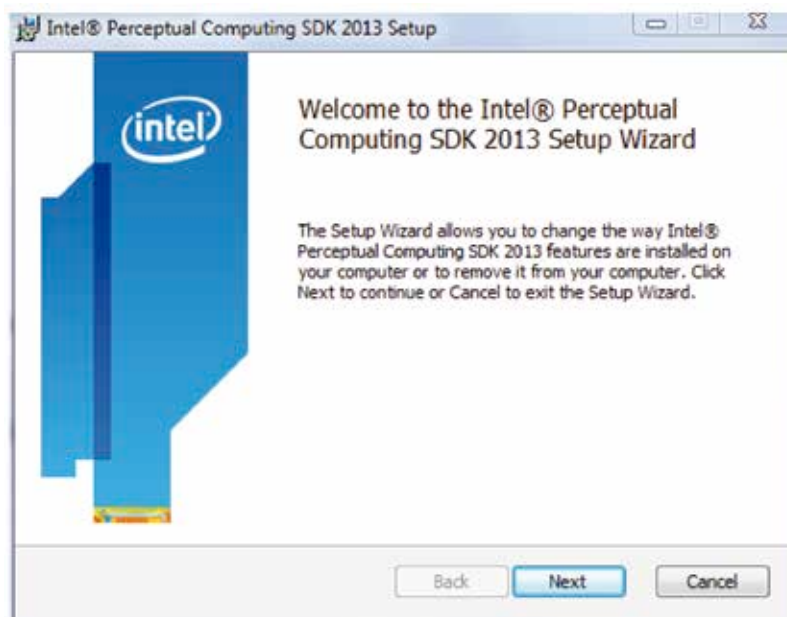 Intel® Perceptual Computing SDK 2013 Setup
intel
Welcome to the Intel® Perceptual
Computing SDK 2013 Setup Wizard
The Setup Wizard allows you to change the way Intel®
Perceptual Computing SDK 2013 features are installed on
your computer or to remove it from your computer. Click
Next to continue or Cancel to exit the Setup Wizard.
Back Next Cancel